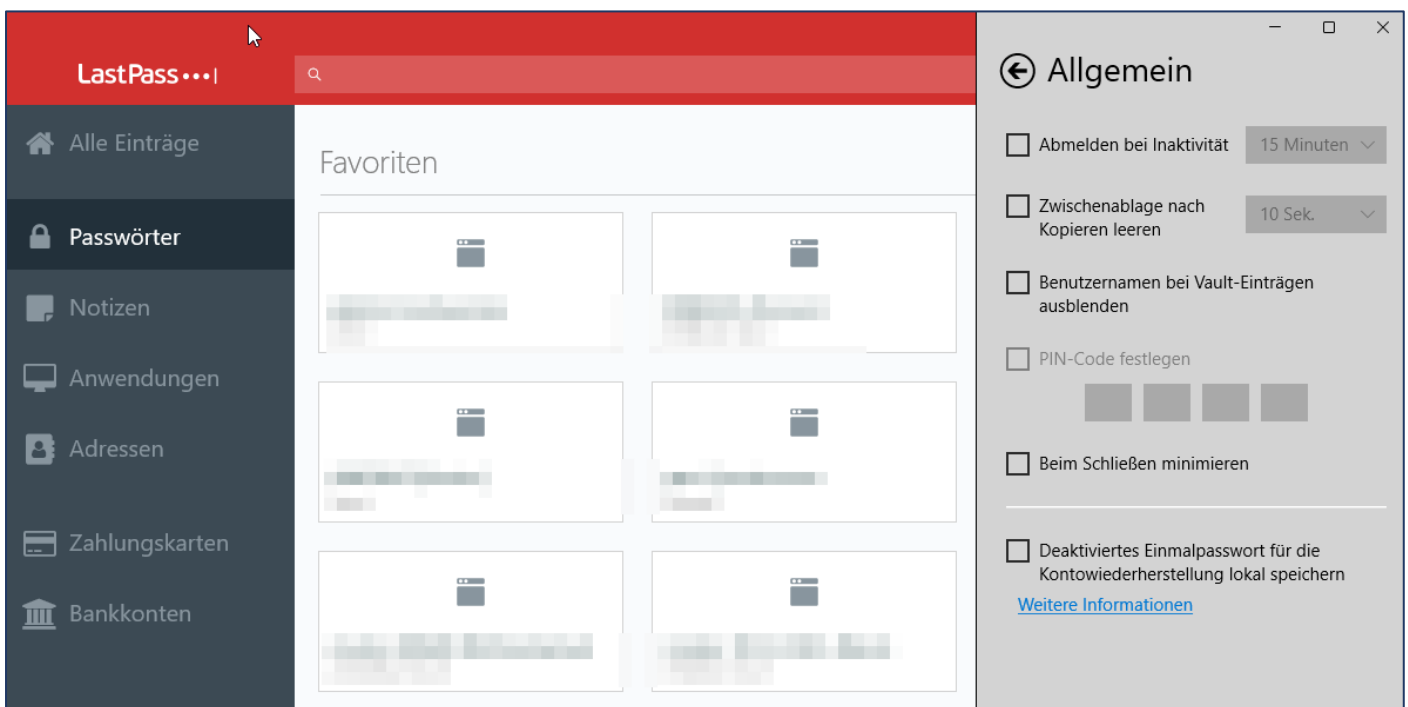 LastPass
Alle Einträge
Passwörter
Notizen
Anwendungen
Adressen
Zahlungskarten
Bankkonten
Favoriten
Allgemein
Abmelden bei Inaktivität
15 Minuten
Zwischenablage nach
Kopieren leeren
10 Sek.
Benutzernamen bei Vault-Einträgen
ausblenden
PIN-Code festlegen
Beim Schließen minimieren
Deaktiviertes Einmalpasswort für die
Kontowiederherstellung lokal speichern
Weitere Informationen